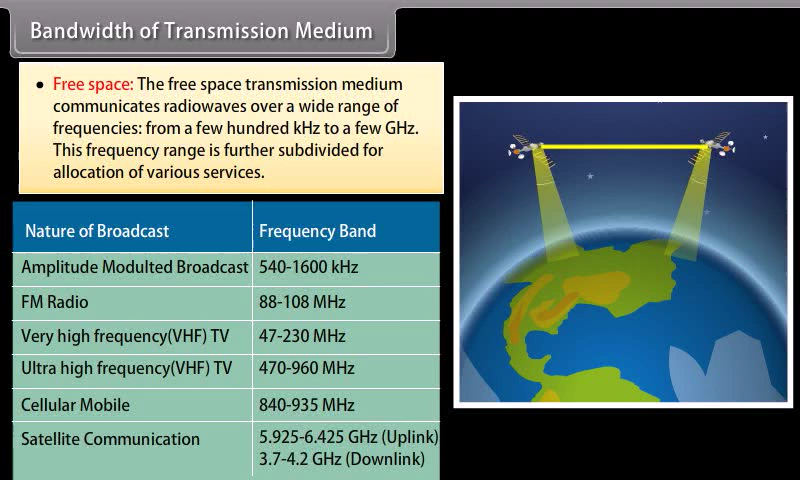 Bandwidth of Transmission Medium
• Free space: The free space transmission medium
communicates radiowaves over a wide range of
frequencies: from a few hundred kHz to a few GHz.
This frequency range is further subdivided for
allocation of various services.
Nature of Broadcast Frequency Band
Amplitude Modulted Broadcast 540-1600 kHz
FM Radio 88-108 MHz
Very high frequency(VHF) TV 47-230 MHz
Ultra high frequency(VHF) TV 470-960 MHz
Cellular Mobile 840-935 MHz
Satellite Communication 5.925-6.425 GHz (Uplink)
3.7-4.2 GHz (Downlink)